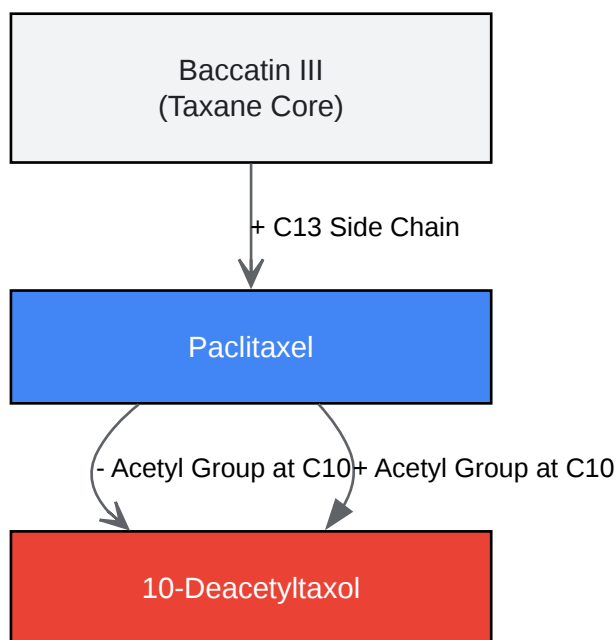 Baccatin III
(Taxane Core)
+ C13 Side Chain
Paclitaxel
- Acetyl Group at C10
+ Acetyl Group at C10
10-Deacetyltaxol